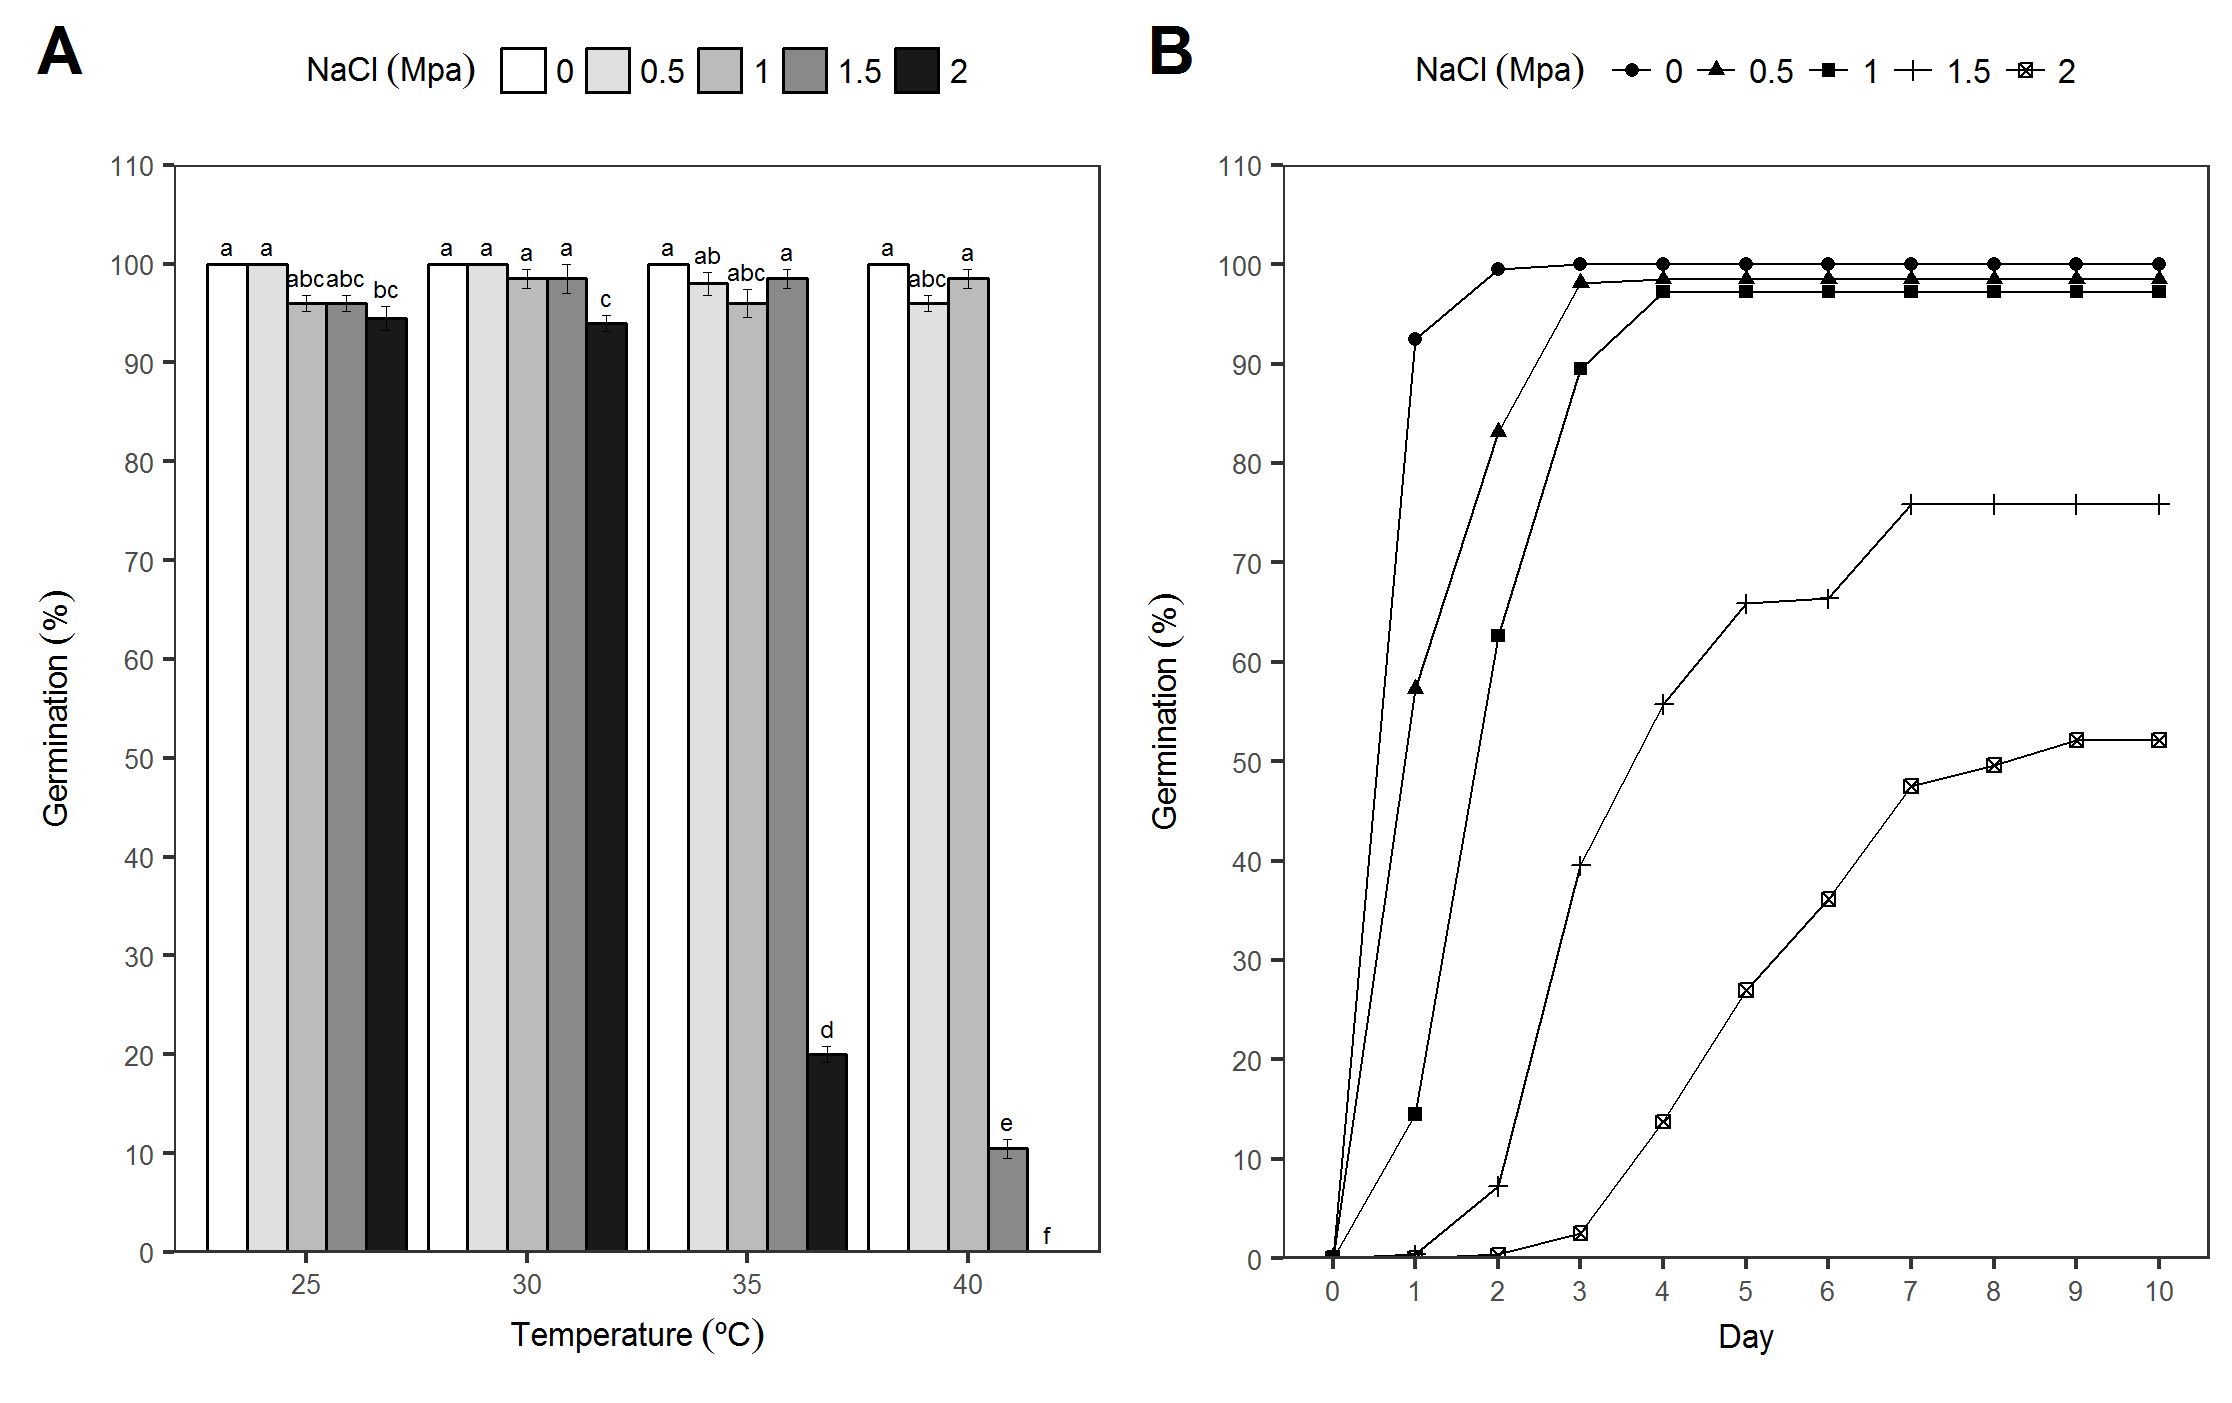 A
NaCl (Mpa) 0 0.5 1 1.5 2
110
100
90
80
70
60
50
40
30
20
10
0
Germination (%)
a a abc abc bc
a a a a c
a ab abc a d
a abc a e f
25 30 35 40
Temperature (ºC)
B
NaCl (Mpa) 0 0.5 1 1.5 2
110
100
90
80
70
60
50
40
30
20
10
0
Germination (%)
0 1 2 3 4 5 6 7 8 9 10
Day